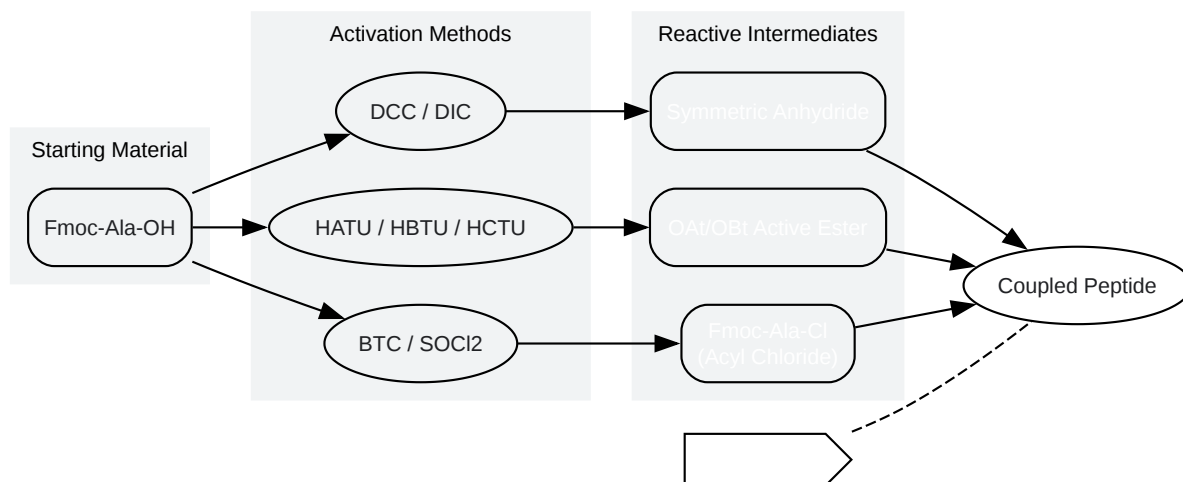 Activation Methods
Reactive Intermediates
Starting Material
DCC / DIC
Symmetric Anhydride
Fmoc-Ala-OH
HATU / HBTU / HCTU
OAt/OBt Active Ester
Coupled Peptide
BTC / SOCl2
Fmoc-Ala-Cl
(Acyl Chloride)